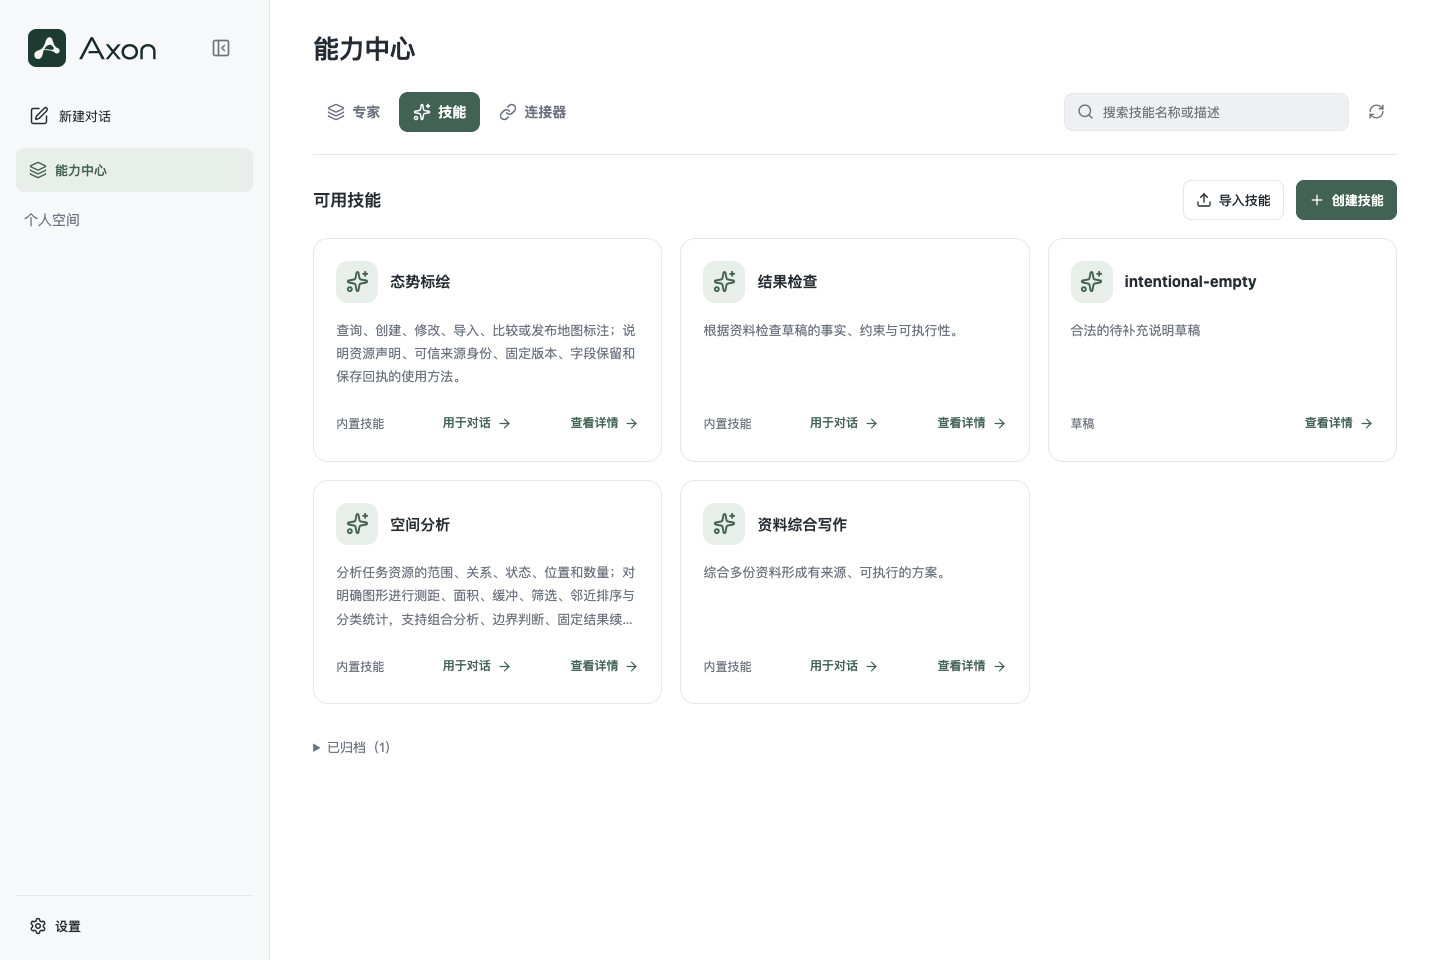 Axon
新建对话
能力中心
个人空间
设置
能力中心
专家
技能
连接器
搜索技能名称或描述
可用技能
导入技能
创建技能
态势标绘
查询、创建、修改、导入、比较或发布地图标注；说
明资源声明、可信来源身份、固定版本、字段保留和
保存回执的使用方法。
内置技能
用于对话
查看详情
结果检查
根据资料检查草稿的事实、约束与可执行性。
内置技能
用于对话
查看详情
intentional-empty
合法的待补充说明草稿
草稿
查看详情
空间分析
分析任务资源的范围、关系、状态、位置和数量；对
明确图形进行测距、面积、缓冲、筛选、邻近排序与
分类统计，支持组合分析、边界判断、固定结果续...
内置技能
用于对话
查看详情
资料综合写作
综合多份资料形成有来源、可执行的方案。
内置技能
用于对话
查看详情
已归档（1）